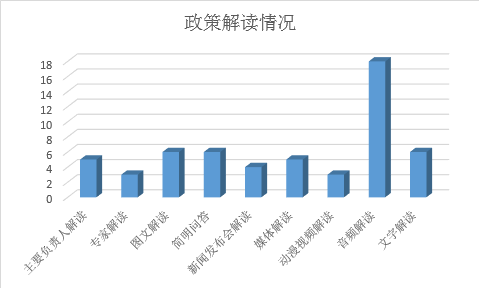 政策解读情况
18
16
14
12
10
8
6
4
2
0
主要负责人解读
专家解读
图文解读
简明问答
新闻发布会解读
媒体解读
动漫视频解读
音频解读
文字解读